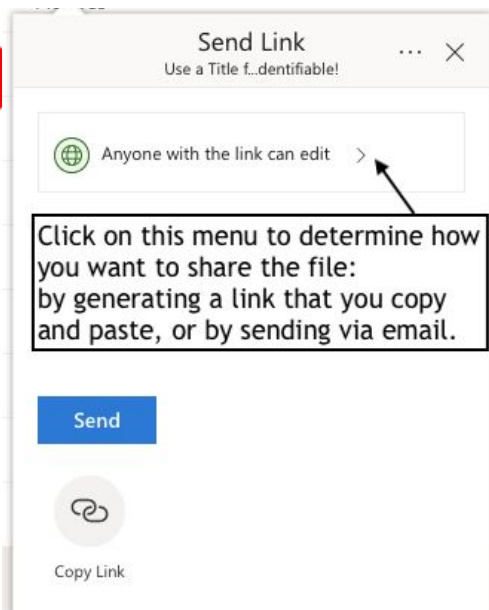 Send Link
Use a Title f...dentifiable!
Anyone with the link can edit
Click on this menu to determine how
you want to share the file:
by generating a link that you copy
and paste, or by sending via email.
Send
Copy Link